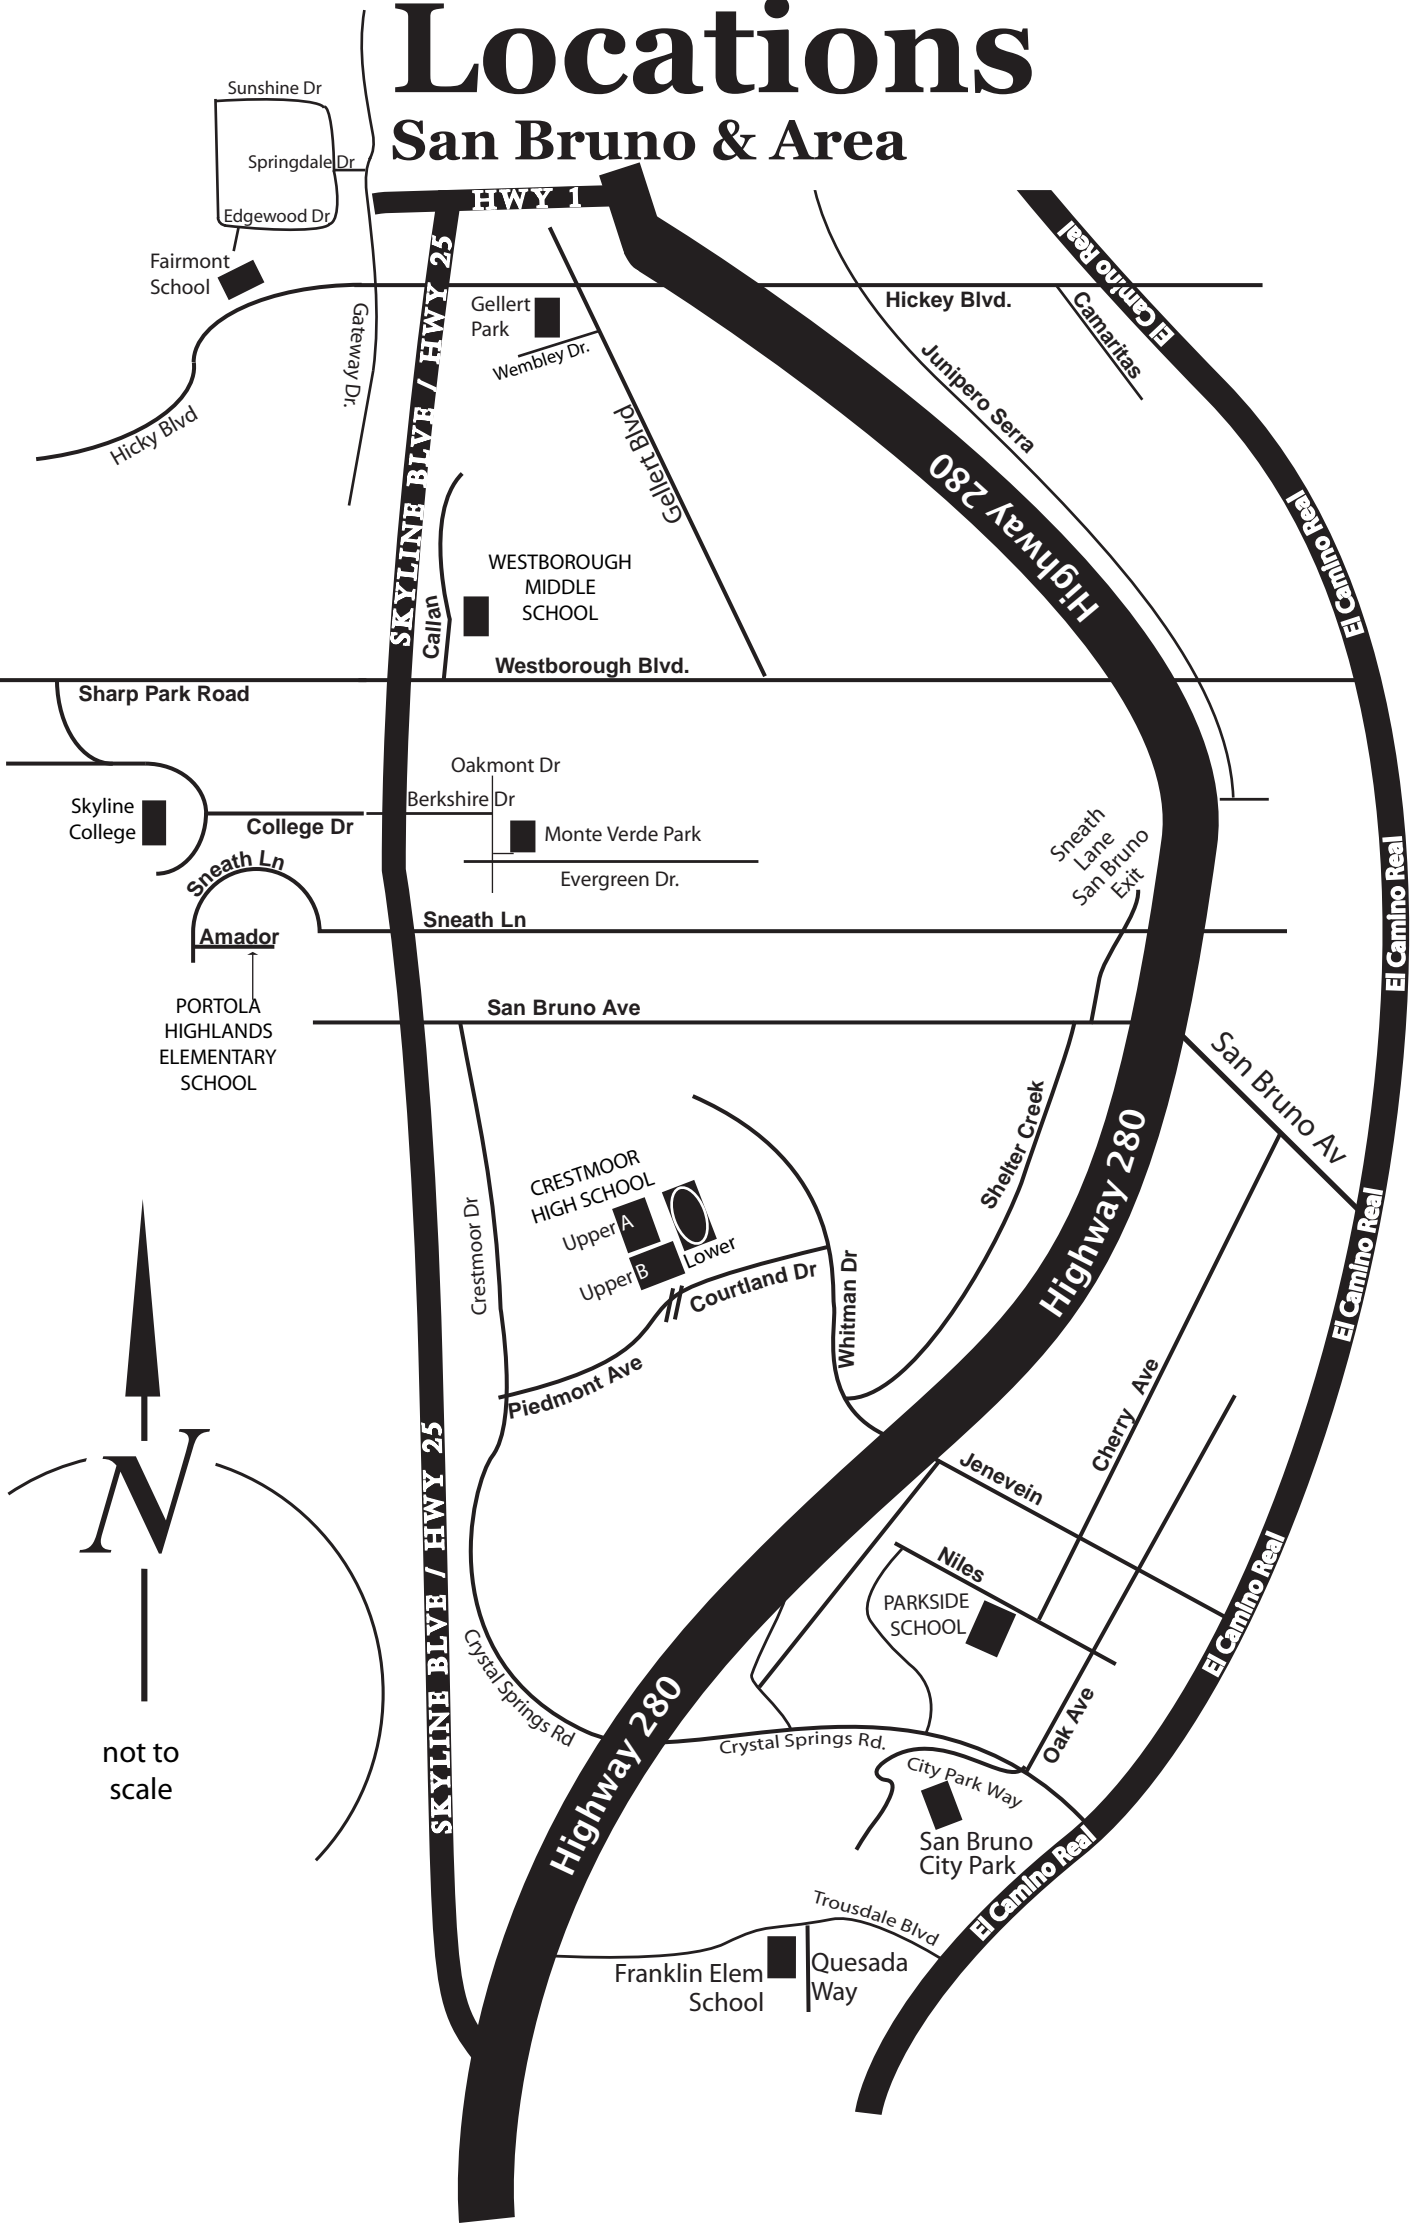 Locations
San Bruno & Area
Sunshine Dr
Springdale Dr
Edgewood Dr
Fairmont
School
HWY 1
SKYLINE BLVE / HWY 25
Gateway Dr.
Hicky Blvd
Gellert
Park
Wembley Dr.
Gellert Blvd
Hickey Blvd.
Camaritas
Junipero Serra
El Camino Real
Highway 280
El Camino Real
WESTBOROUGH
MIDDLE
SCHOOL
Callan
Westborough Blvd.
Sharp Park Road
Skyline
College
College Dr
Oakmont Dr
Berkshire Dr
Monte Verde Park
Evergreen Dr.
Sneath
Lane
San Bruno
Exit
El Camino Real
Sneath Ln
Amador
Sneath Ln
PORTOLA
HIGHLANDS
ELEMENTARY
SCHOOL
San Bruno Ave
San Bruno Av
Crestmoor Dr
CRESTMOOR
HIGH SCHOOL
Upper A
Upper B
Lower
Courtland Dr
Whitman Dr
Shelter Creek
Highway 280
El Camino Real
Piedmont Ave
Cherry Ave
SKYLINE BLVE / HWY 25
N
not to
scale
Jenevein
Niles
PARKSIDE
SCHOOL
El Camino Real
Crystal Springs Rd
Highway 280
Crystal Springs Rd.
Oak Ave
City Park Way
San Bruno
City Park
El Camino Real
Trousdale Blvd
Franklin Elem
School
Quesada
Way